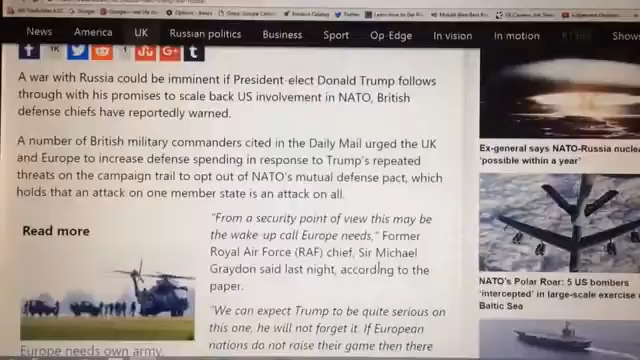 News America UK Russian politics Business Sport Op-Edge In vision In motion Shows
A war with Russia could be imminent if President-elect Donald Trump follows
through with his promises to scale back US involvement in NATO, British
defense chiefs have reportedly warned.
A number of British military commanders cited in the Daily Mail urged the UK
and Europe to increase defense spending in response to Trump's repeated
threats on the campaign trail to opt out of NATO's mutual defense pact, which
holds that an attack on one member state is an attack on all.
Read more
Europe needs own army,
"From a security point of view this may be
the wake-up call Europe needs," Former
Royal Air Force (RAF) chief, Sir Michael
Graydon said last night, according to the
paper.
"We can expect Trump to be quite serious on
this one, he will not forget it. If European
nations do not raise their game then there
Ex-general says NATO-Russia nuclea
'possible within a year'
NATO's Polar Roar: 5 US bombers
'intercepted' in large-scale exercise
Baltic Sea